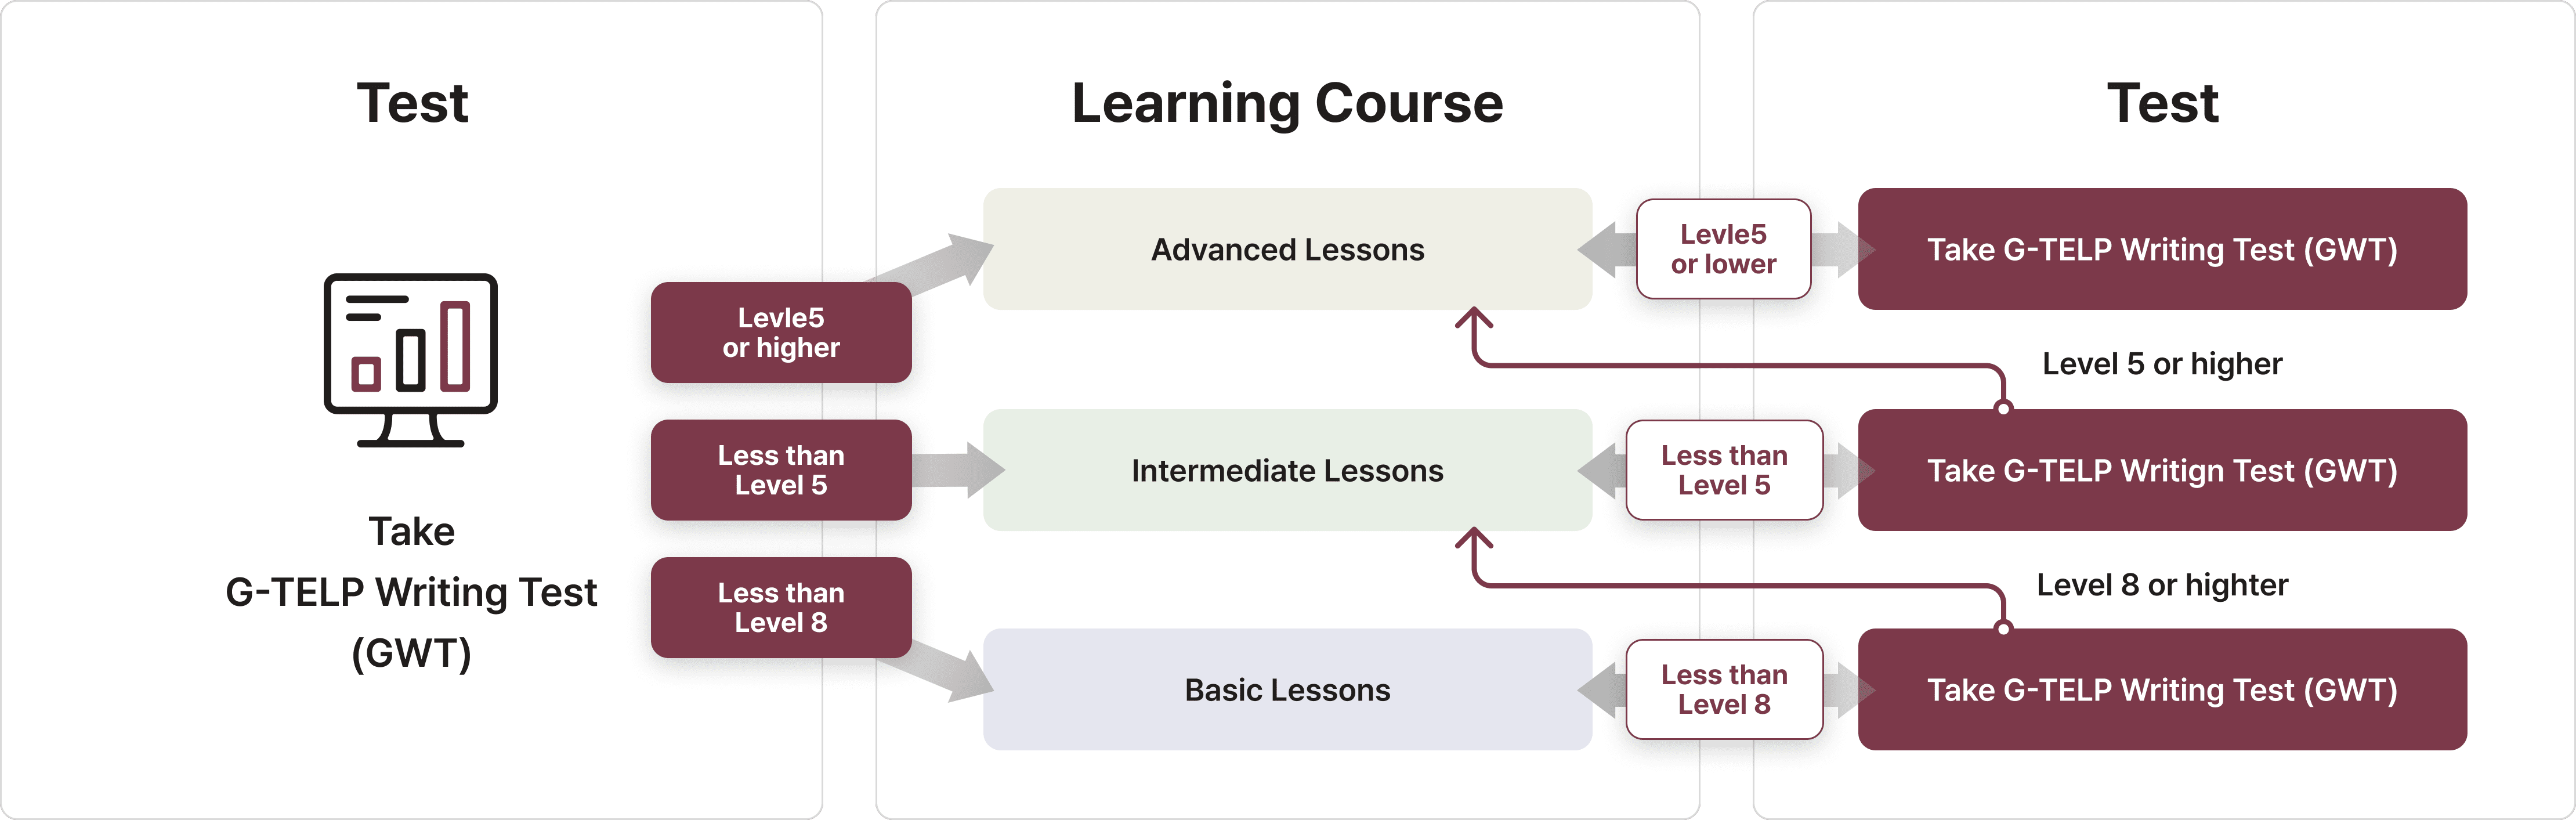 Test
Take
G-TELP Writing Test
(GWT)
Levle5
or higher
Less than
Level 5
Less than
Level 8
Learning Course
Advanced Lessons
Intermediate Lessons
Basic Lessons
Levle5
or lower
Less than
Level 5
Less than
Level 8
Test
Take G-TELP Writing Test (GWT)
Level 5 or higher
Take G-TELP Writign Test (GWT)
Level 8 or highter
Take G-TELP Writing Test (GWT)